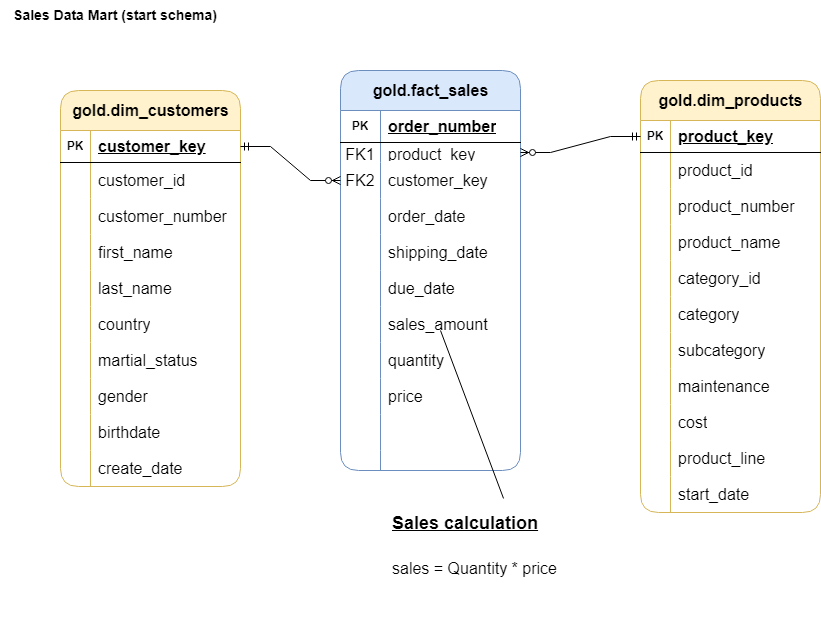 Sales Data Mart (start schema)
gold.dim_customers
PK customer_key
customer_id
customer_number
first_name
last_name
country
martial_status
gender
birthdate
create_date
gold.fact_sales
PK order_number
FK1 product_key
FK2 customer_key
order_date
shipping_date
due_date
sales_amount
quantity
price
gold.dim_products
PK product_key
product_id
product_number
product_name
category_id
category
subcategory
maintenance
cost
product_line
start_date
Sales calculation
sales = Quantity * price